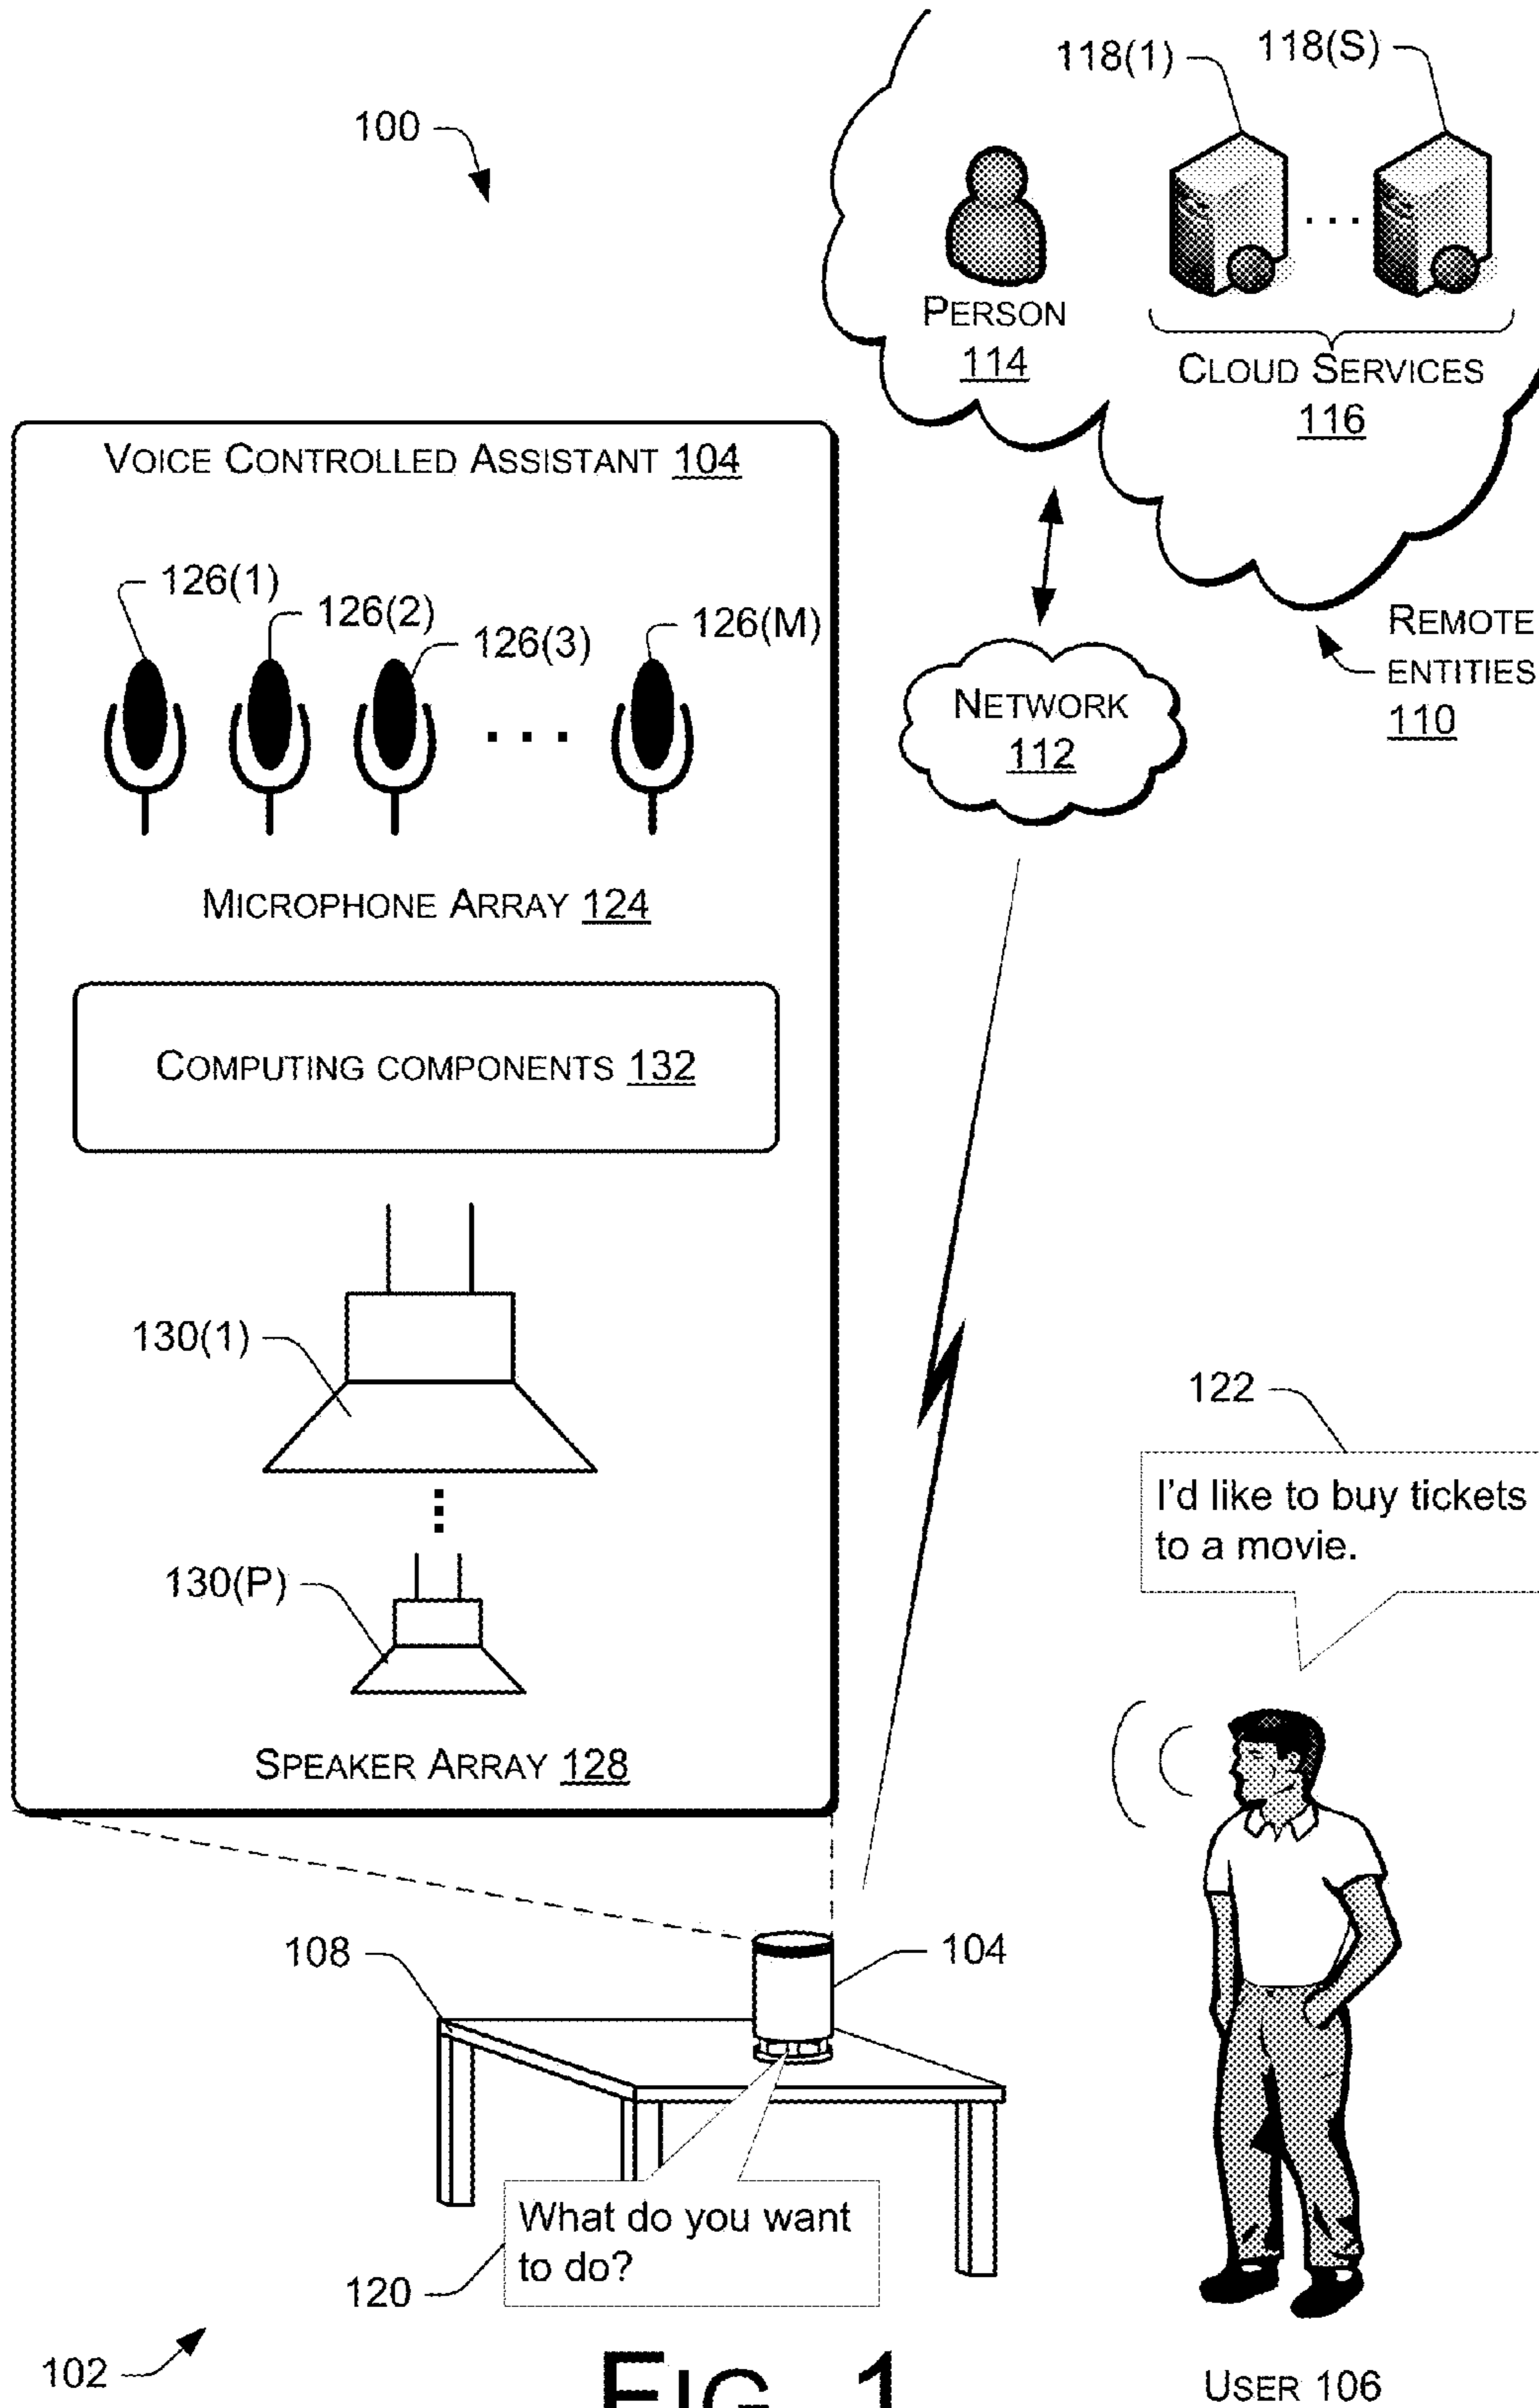 118(1)
118(S)
100
PERSON
114
CLOUD SERVICES
116
VOICE CONTROLLED ASSISTANT 104
126(1)
126(2)
126(3)
126(M)
. . .
MICROPHONE ARRAY 124
REMOTE
ENTITIES
110
NETWORK
112
COMPUTING COMPONENTS 132
130(1)
130(P)
SPEAKER ARRAY 128
122
I'd like to buy tickets
to a movie.
108
104
What do you want
to do?
120
102
FIG. 1
USER 106